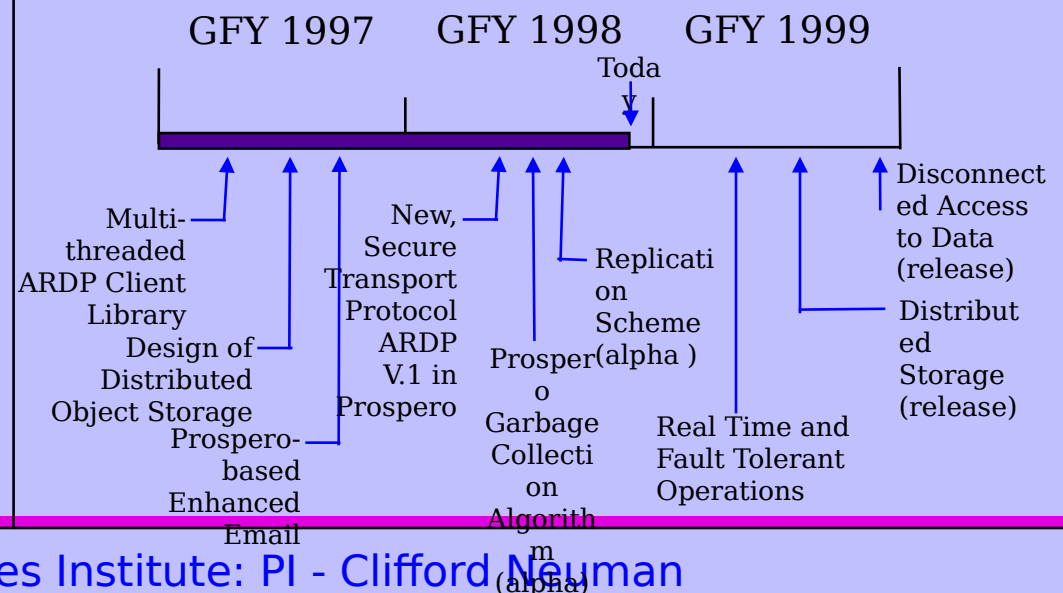 GFY 1997
GFY 1998
GFY 1999
Toda
y
Multi-
threaded
ARDP Client
Library
Design of
Distributed
Object Storage
Prospero-
based
Enhanced
Email
New,
Secure
Transport
Protocol
ARDP
V.1 in
Prospero
Prosper
o
Garbage
Collecti
on
Algorith
m
(alpha)
Replicati
on
Scheme
(alpha )
Real Time and
Fault Tolerant
Operations
Disconnect
ed Access
to Data
(release)
Distribut
ed
Storage
(release)
es Institute: PI - Clifford Neuman